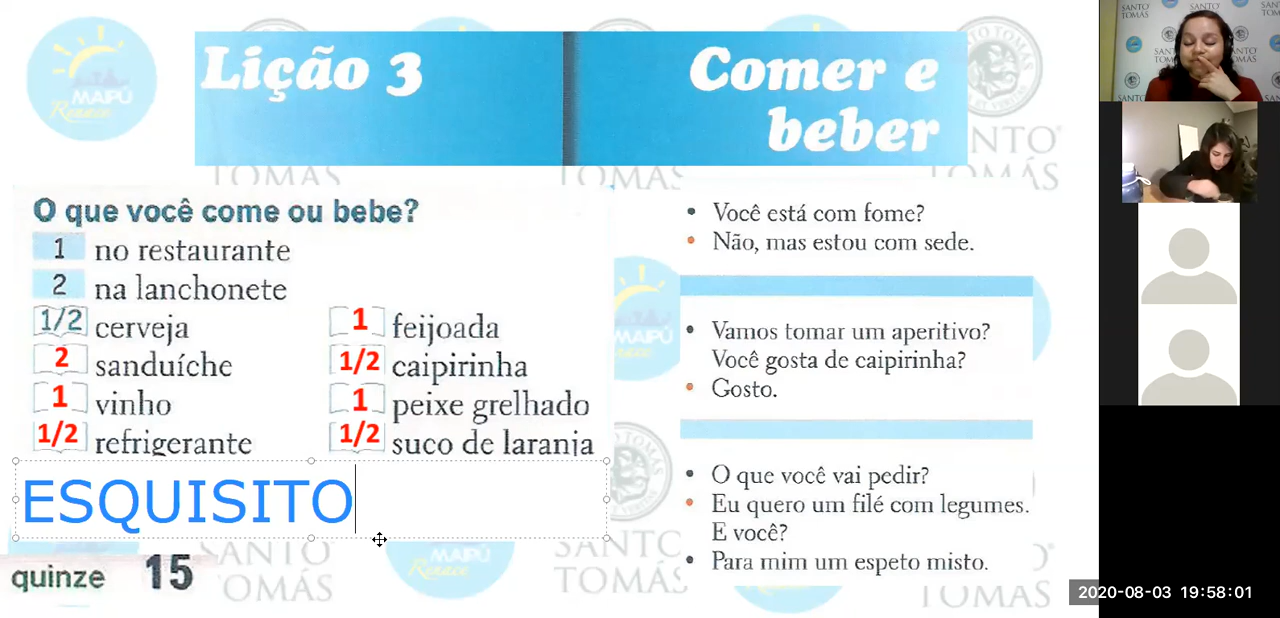 Lição 3
Comer e
beber
O que você come ou bebe?
1 no restaurante
2 na lanchonete
1/2 cerveja
2 sanduíche
1 vinho
1/2 refrigerante
1 feijoada
1/2 caipirinha
1 peixe grelhado
1/2 suco de laranja
ESQUISITO
quinze 15
• Você está com fome?
• Não, mas estou com sede.
• Vamos tomar um aperitivo?
Você gosta de caipirinha?
• Gosto.
• O que você vai pedir?
• Eu quero um filé com legumes.
E você?
• Para mim um espeto misto.
MAIPÚ
Renace
SANTO TOMÁS
2020-08-03 19:58:01